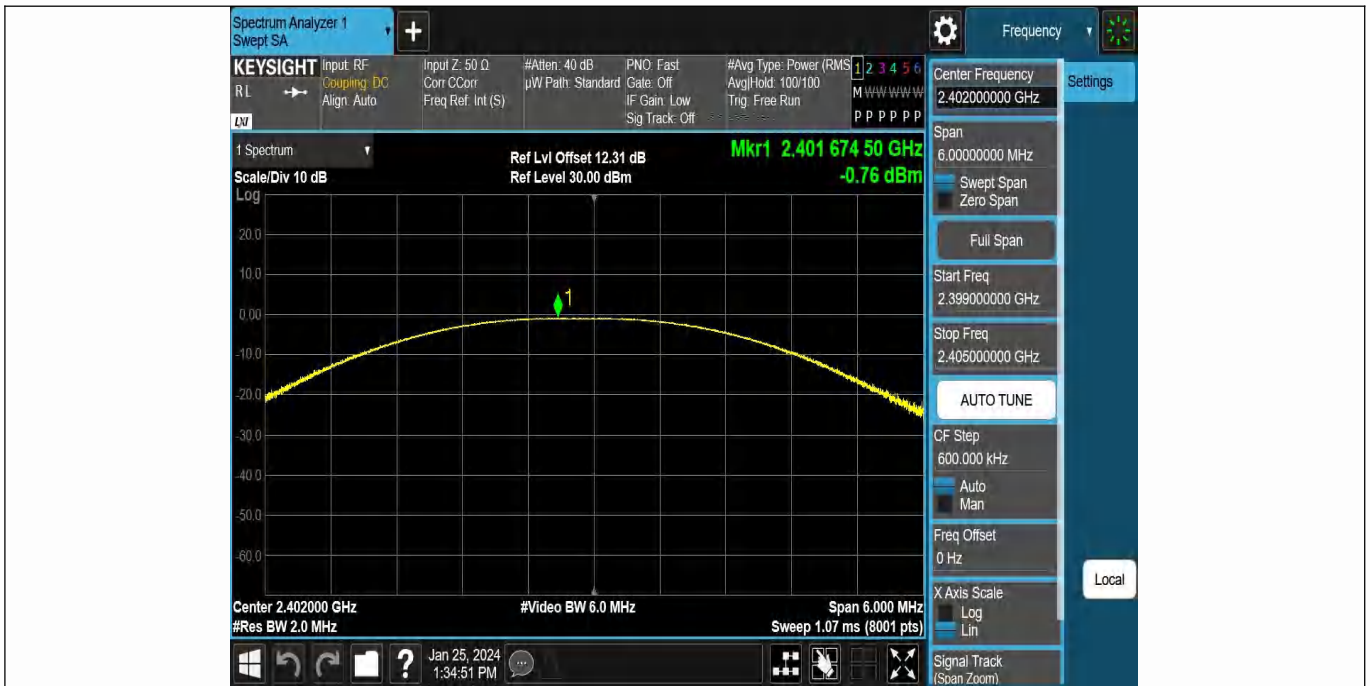 Spectrum Analyzer 1
Swept SA
+
Frequency
KEYSIGHT
RL
LXI
Input: RF
Coupling: DC
Align: Auto
Input Z: 50 Ω
Corr CCorr
Freq Ref: Int (S)
#Atten: 40 dB
µW Path: Standard
PNO: Fast
Gate: Off
IF Gain: Low
Sig Track: Off
#Avg Type: Power (RMS
Avg|Hold: 100/100
Trig: Free Run
1 2 3 4 5 6
M W W W W W
P P P P P P
1 Spectrum
Scale/Div 10 dB
Ref Lvl Offset 12.31 dB
Ref Level 30.00 dBm
Mkr1 2.401 674 50 GHz
-0.76 dBm
Log
20.0
10.0
0.00
-10.0
-20.0
-30.0
-40.0
-50.0
-60.0
1
Center 2.402000 GHz
#Res BW 2.0 MHz
#Video BW 6.0 MHz
Span 6.000 MHz
Sweep 1.07 ms (8001 pts)
Jan 25, 2024
1:34:51 PM
Center Frequency
2.402000000 GHz
Settings
Span
6.00000000 MHz
Swept Span
Zero Span
Full Span
Start Freq
2.399000000 GHz
Stop Freq
2.405000000 GHz
AUTO TUNE
CF Step
600.000 kHz
Auto
Man
Freq Offset
0 Hz
X Axis Scale
Log
Lin
Local
Signal Track
(Span Zoom)